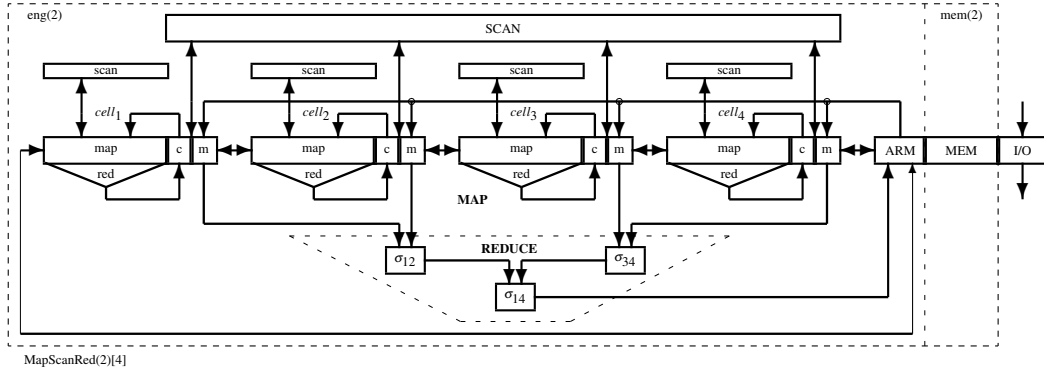 eng(2) mem(2)
SCAN
scan scan scan scan
cell1 cell2 cell3 cell4
map c m map c m map c m map c m ARM MEM I/O
red red red red
MAP
REDUCE
σ12 σ34
σ14
MapScanRed(2)[4]